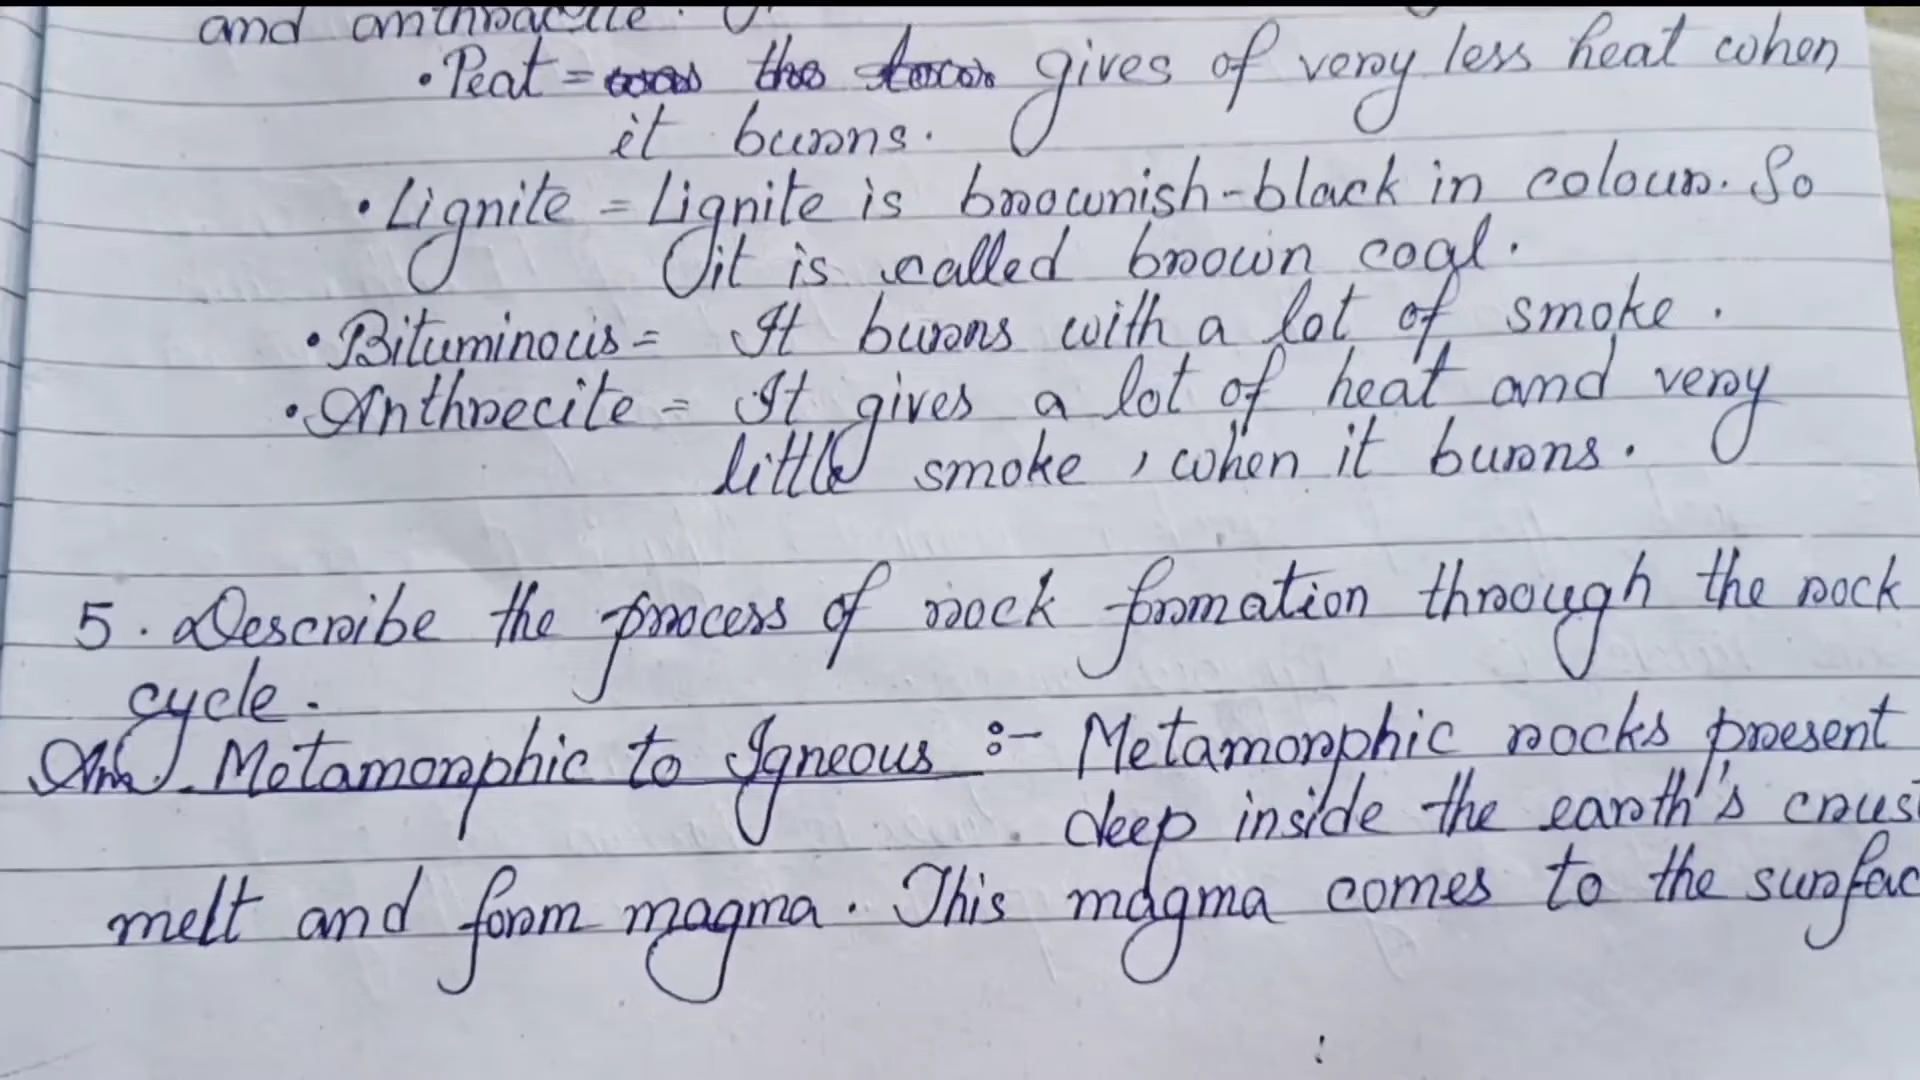 and anthracite.
• Peat = gives of very less heat when
it burns.
• Lignite = Lignite is brownish-black in colour. So
it is called brown coal.
• Bituminous = It burns with a lot of smoke.
• Anthrecite = It gives a lot of heat and very
little smoke, when it burns.
5. Describe the process of rock formation through the rock
cycle.
Ans. Metamorphic to Igneous :- Metamorphic rocks present
deep inside the earth's crust
melt and form magma. This magma comes to the surfac